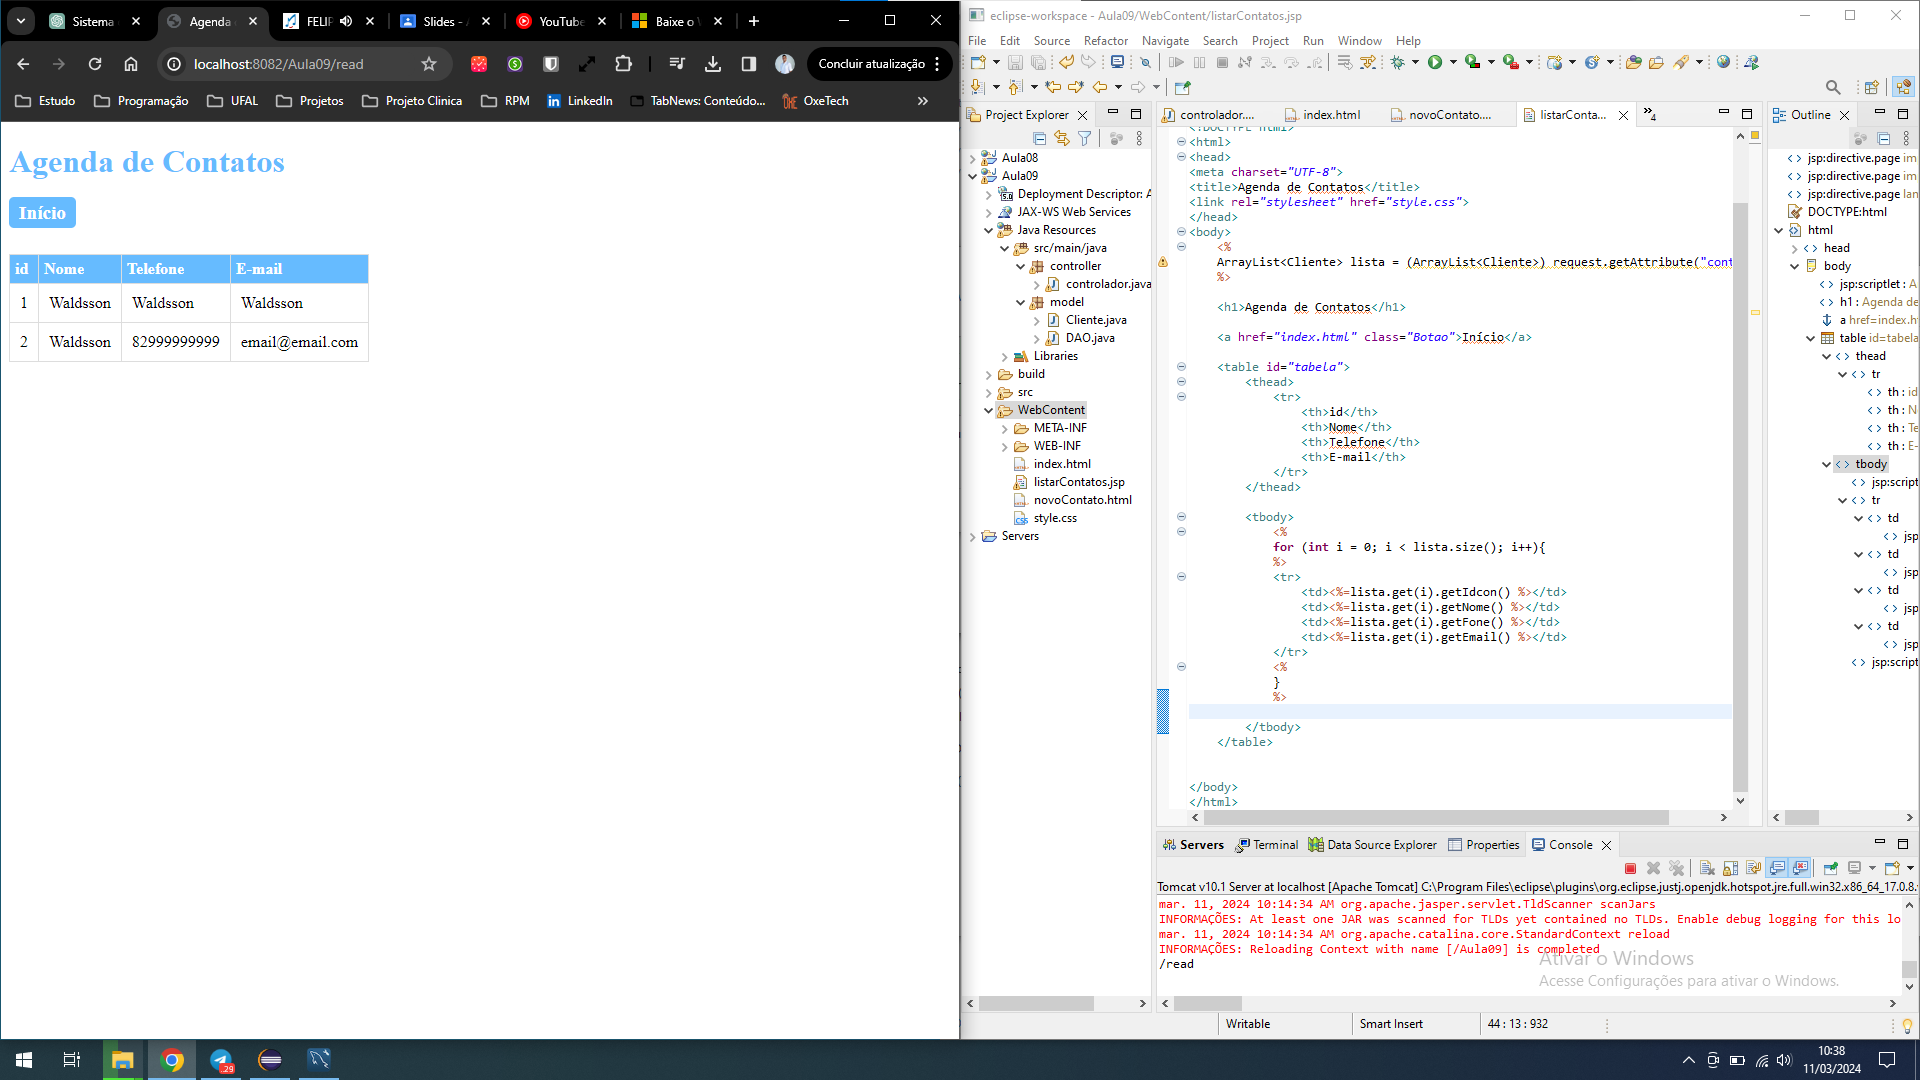 Sistema
Agenda
FELIP
Slides - A
YouTube
Baixe o
localhost:8082/Aula09/read
Concluir atualização
Estudo
Programação
UFAL
Projetos
Projeto Clinica
RPM
LinkedIn
TabNews: Conteúdo...
OxeTech
Agenda de Contatos
Início
id Nome Telefone E-mail
1 Waldsson Waldsson Waldsson
2 Waldsson 82999999999 email@email.com
eclipse-workspace - Aula09/WebContent/listarContatos.jsp
File Edit Source Refactor Navigate Search Project Run Window Help
Project Explorer
Aula08
Aula09
Deployment Descriptor: A
JAX-WS Web Services
Java Resources
src/main/java
controller
controlador.java
model
Cliente.java
DAO.java
Libraries
build
src
WebContent
META-INF
WEB-INF
index.html
listarContatos.jsp
novoContato.html
style.css
Servers
controlador....
index.html
novoContato....
listarConta...
4
<!DOCTYPE html>
<html>
<head>
<meta charset="UTF-8">
<title>Agenda de Contatos</title>
<link rel="stylesheet" href="style.css">
</head>
<body>
<%
ArrayList<Cliente> lista = (ArrayList<Cliente>) request.getAttribute("cont
%>
<h1>Agenda de Contatos</h1>
<a href="index.html" class="Botao">Início</a>
<table id="tabela">
<thead>
<tr>
<th>id</th>
<th>Nome</th>
<th>Telefone</th>
<th>E-mail</th>
</tr>
</thead>
<tbody>
<%
for (int i = 0; i < lista.size(); i++){
%>
<tr>
<td><%=lista.get(i).getIdcon() %></td>
<td><%=lista.get(i).getNome() %></td>
<td><%=lista.get(i).getFone() %></td>
<td><%=lista.get(i).getEmail() %></td>
</tr>
<%
}
%>
</tbody>
</table>
</body>
</html>
Outline
jsp:directive.page im
jsp:directive.page im
jsp:directive.page lan
DOCTYPE:html
html
head
body
jsp:scriptlet : A
h1 : Agenda de
a href=index.h
table id=tabela
thead
tr
th : id
th : N
th : Te
th : E-
tbody
jsp:script
tr
td
jsp
td
jsp
td
jsp
td
jsp
jsp:script
Servers
Terminal
Data Source Explorer
Properties
Console
Tomcat v10.1 Server at localhost [Apache Tomcat] C:\Program Files\eclipse\plugins\org.eclipse.justj.openjdk.hotspot.jre.full.win32.x86_64_17.0.8.
mar. 11, 2024 10:14:34 AM org.apache.jasper.servlet.TldScanner scanJars
INFORMAÇÕES: At least one JAR was scanned for TLDs yet contained no TLDs. Enable debug logging for this lo
mar. 11, 2024 10:14:34 AM org.apache.catalina.core.StandardContext reload
INFORMAÇÕES: Reloading Context with name [/Aula09] is completed
/read
Ativar o Windows
Acesse Configurações para ativar o Windows.
Writable
Smart Insert
44 : 13 : 932
29
10:38
11/03/2024